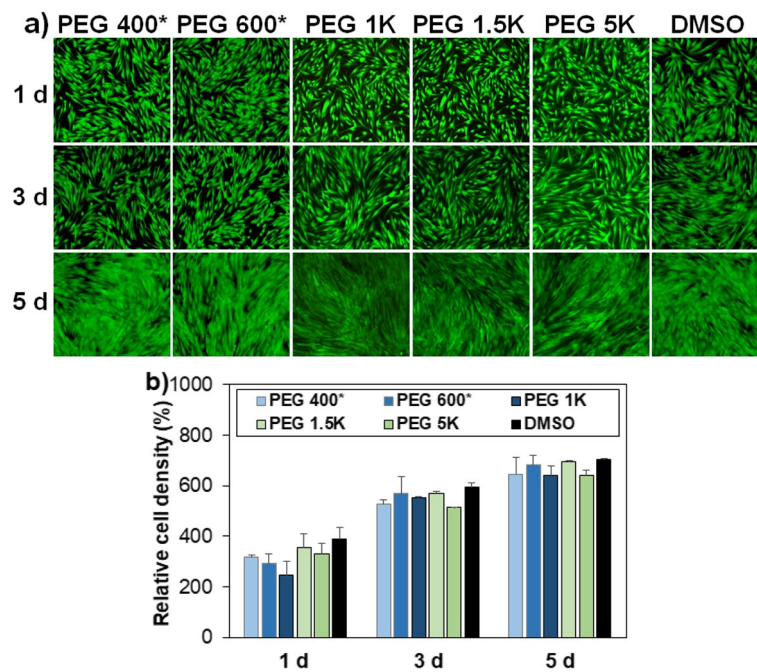 a) PEG 400* PEG 600* PEG 1K PEG 1.5K PEG 5K DMSO
1 d
3 d
5 d
b)
Relative cell density (%)
1000
800
600
400
200
0
PEG 400* PEG 600* PEG 1K
PEG 1.5K PEG 5K DMSO
1 d 3 d 5 d